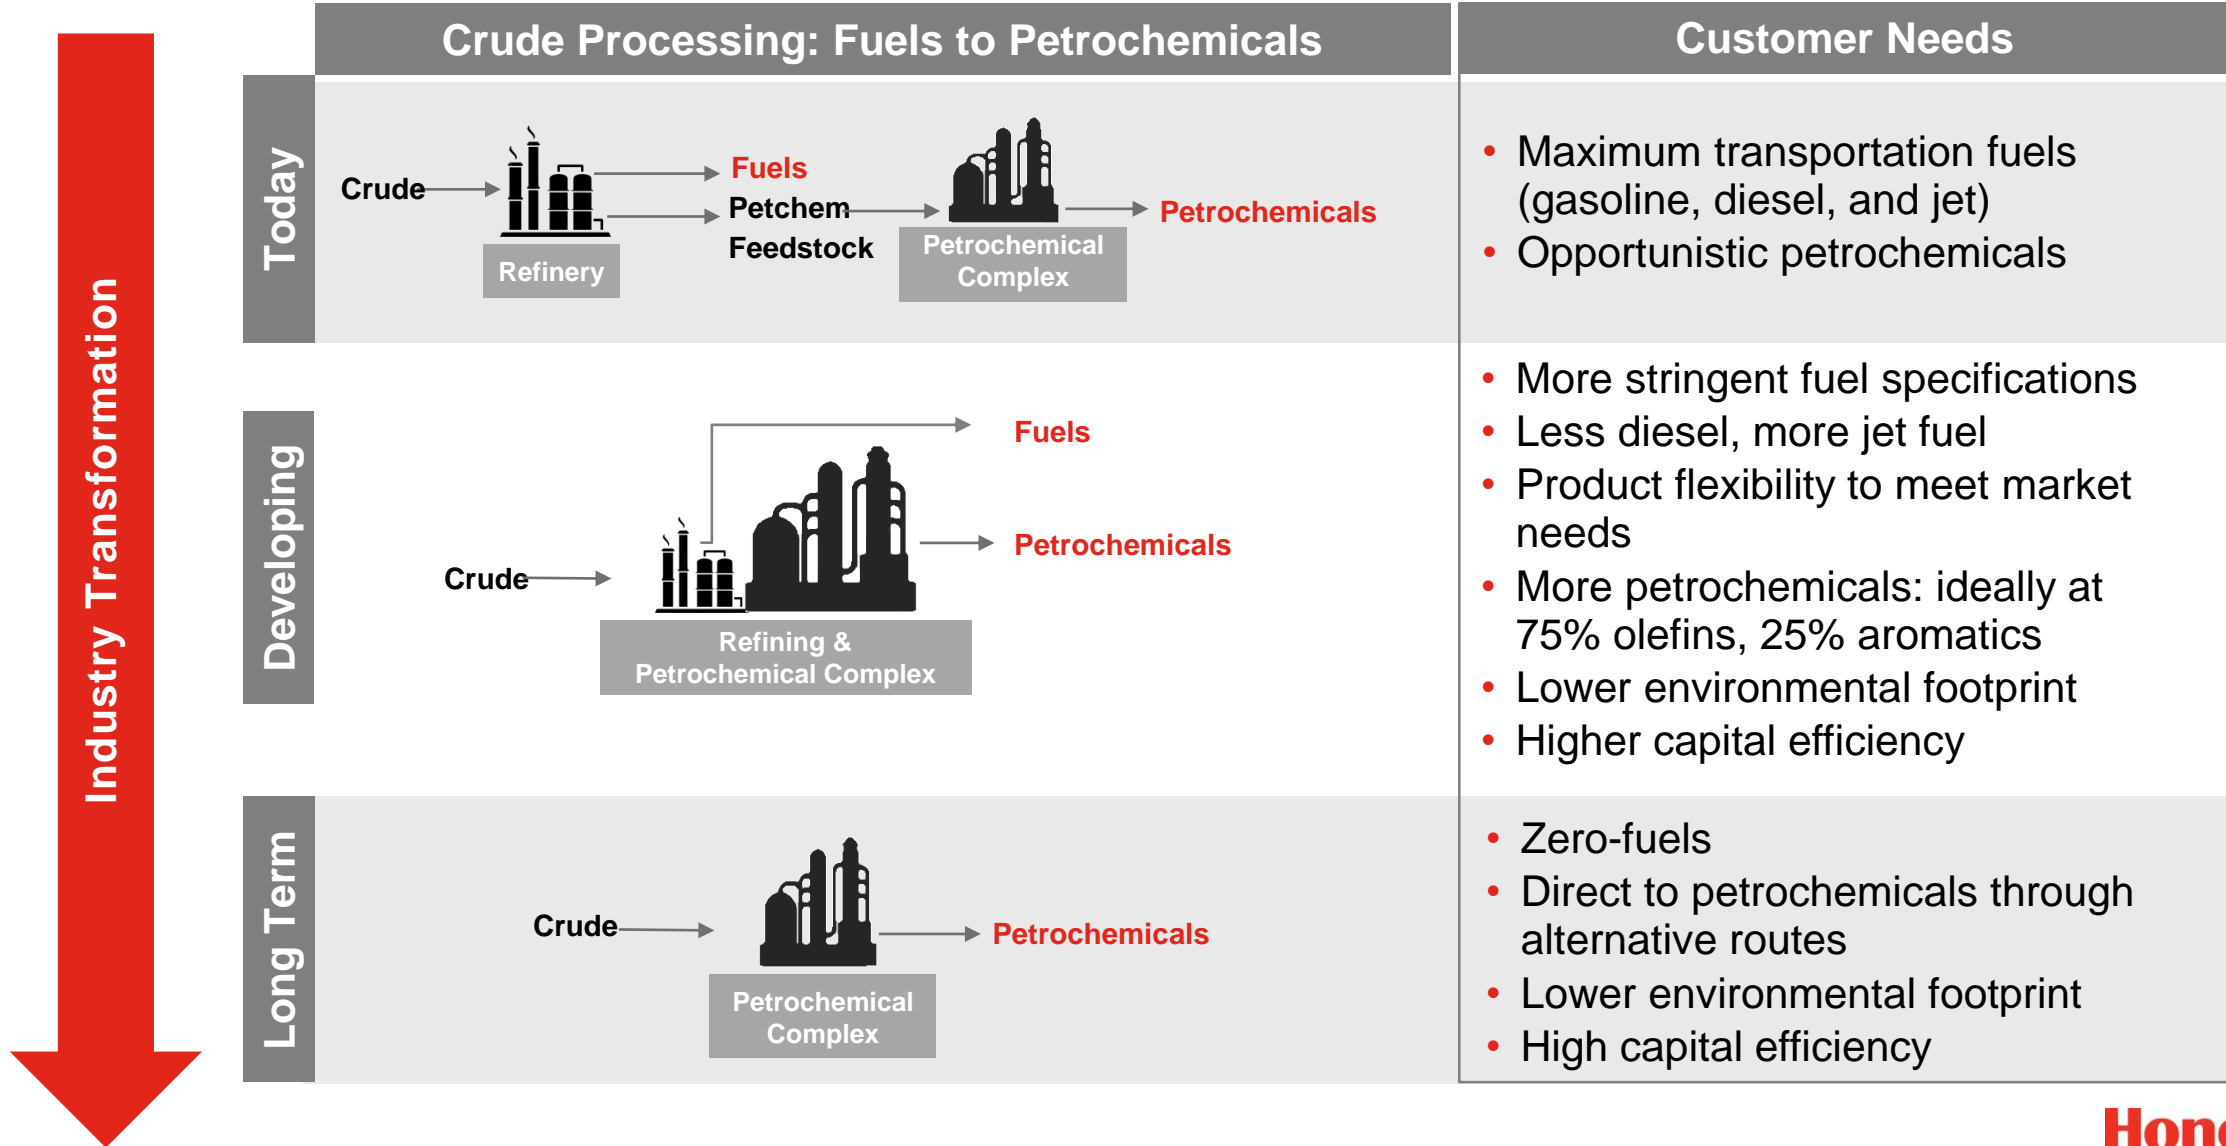 Crude Processing: Fuels to Petrochemicals
Customer Needs
Industry Transformation
Today
Crude
Refinery
Fuels
Petchem
Feedstock
Petrochemical
Complex
Petrochemicals
• Maximum transportation fuels
(gasoline, diesel, and jet)
• Opportunistic petrochemicals
Developing
Crude
Refining &
Petrochemical Complex
Fuels
Petrochemicals
• More stringent fuel specifications
• Less diesel, more jet fuel
• Product flexibility to meet market
needs
• More petrochemicals: ideally at
75% olefins, 25% aromatics
• Lower environmental footprint
• Higher capital efficiency
Long Term
Crude
Petrochemical
Complex
Petrochemicals
• Zero-fuels
• Direct to petrochemicals through
alternative routes
• Lower environmental footprint
• High capital efficiency